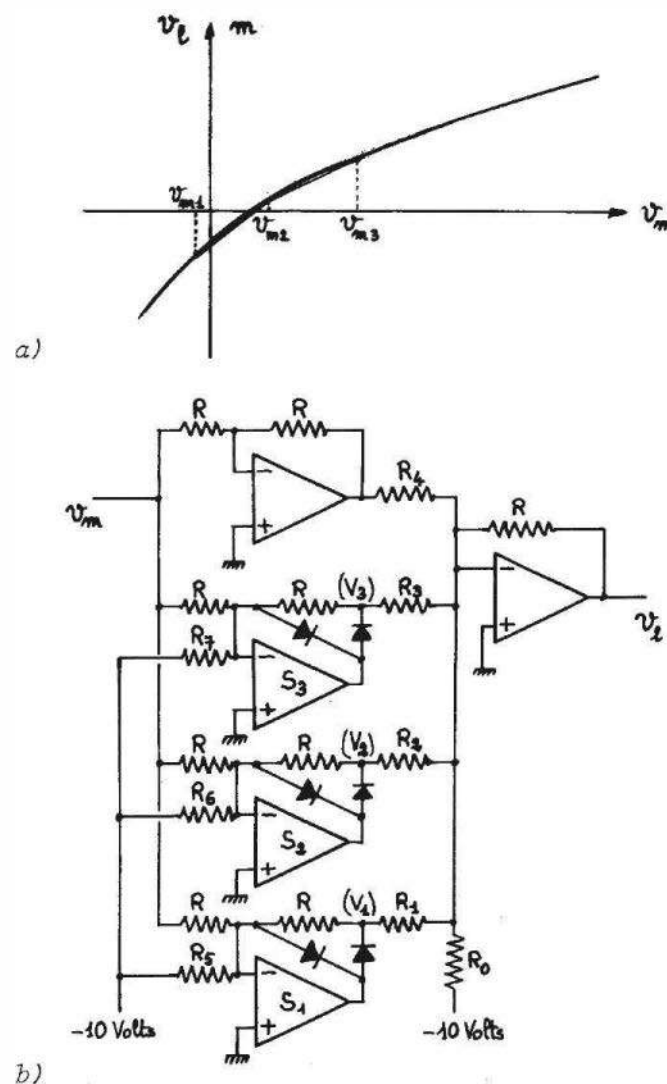 v_l m
v_m1 v_m2 v_m3 v_m
a)
R R
R_4
v_m R
R R (V_3) R_3
R_7 − +
S_3 v_l
R R (V_2) R_2
R_6
S_2
R R (V_1) R_1
R_5 R_0
S_1
-10 Volts -10 Volts
b)